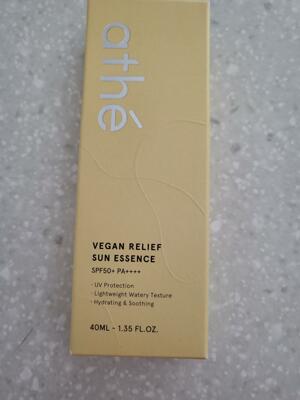 athé
VEGAN RELIEF
SUN ESSENCE
SPF50+ PA++++
· UV Protection
· Lightweight Watery Texture
· Hydrating & Soothing
40ML - 1.35 FL.OZ.